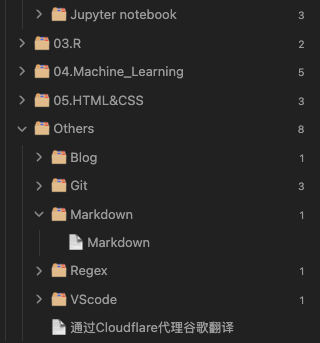 Jupyter notebook 3
03.R 2
04.Machine_Learning 5
05.HTML&CSS 3
Others 8
Blog 1
Git 3
Markdown 1
Markdown
Regex 1
VScode 1
通过Cloudflare代理谷歌翻译